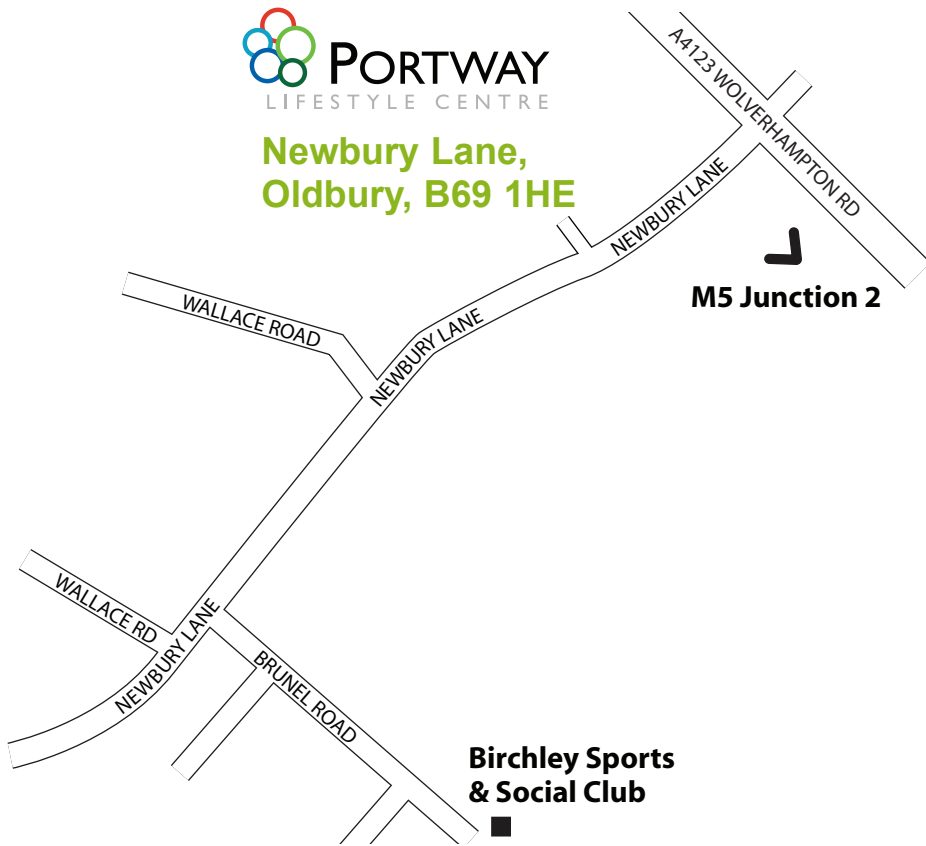 PORTWAY
LIFESTYLE CENTRE
Newbury Lane,
Oldbury, B69 1HE
A4123 WOLVERHAMPTON RD
NEWBURY LANE
M5 Junction 2
WALLACE ROAD
NEWBURY LANE
WALLACE RD
NEWBURY LANE
BRUNEL ROAD
Birchley Sports
& Social Club